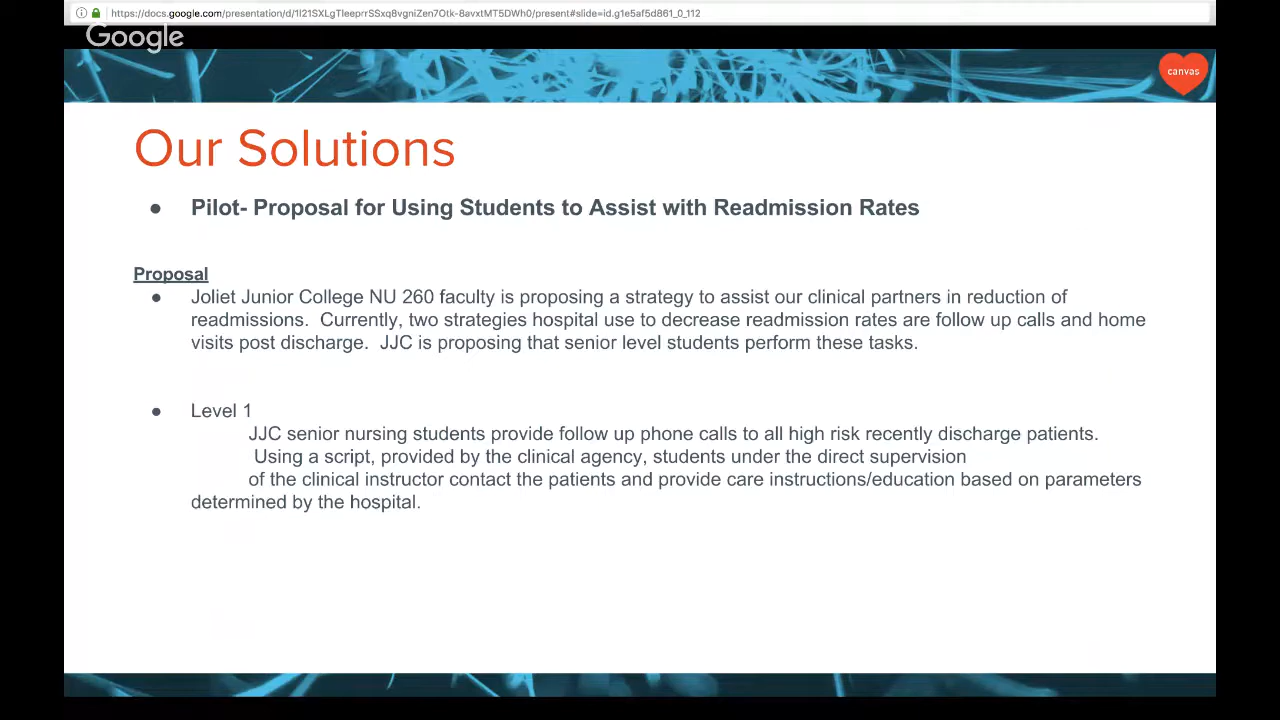 https://docs.google.com/presentation/d/1I21SXLgTleeprrSSxq8vgniZen7Otk-8avxtMT5DWh0/present#slide=id.g1e5af5d861_0_112
Google
canvas
Our Solutions
● Pilot- Proposal for Using Students to Assist with Readmission Rates
Proposal
● Joliet Junior College NU 260 faculty is proposing a strategy to assist our clinical partners in reduction of
readmissions.  Currently, two strategies hospital use to decrease readmission rates are follow up calls and home
visits post discharge.  JJC is proposing that senior level students perform these tasks.
● Level 1
JJC senior nursing students provide follow up phone calls to all high risk recently discharge patients.
Using a script, provided by the clinical agency, students under the direct supervision
of the clinical instructor contact the patients and provide care instructions/education based on parameters
determined by the hospital.